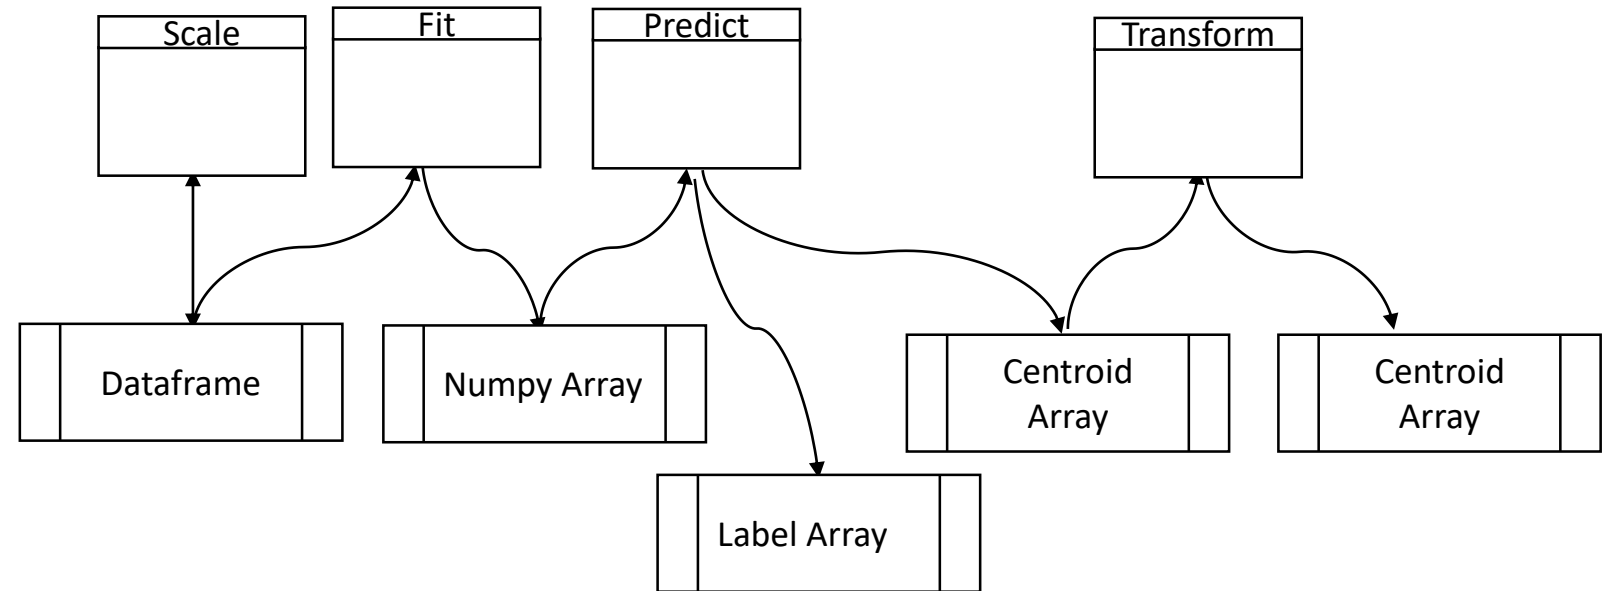 Scale
Fit
Predict
Transform
Dataframe
Numpy Array
Centroid
Array
Centroid
Array
Label Array